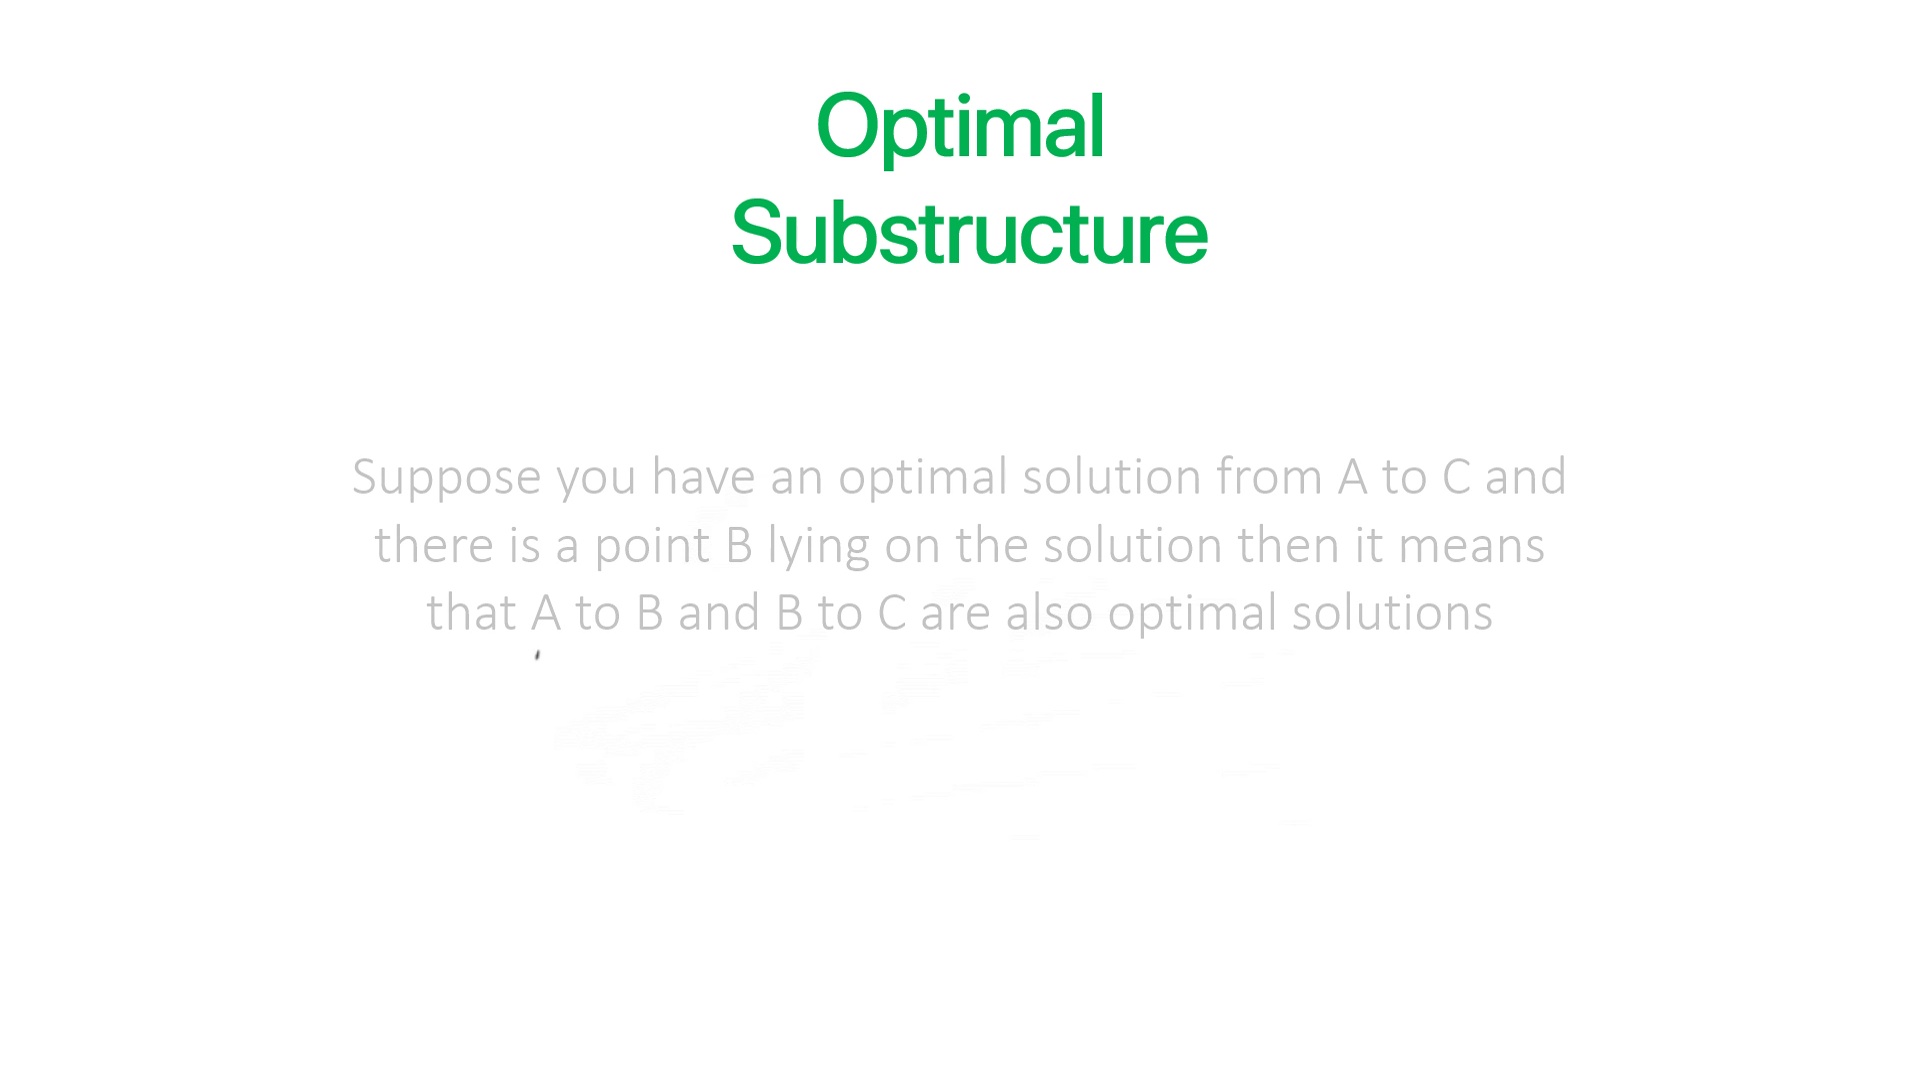 Optimal
Substructure
Suppose you have an optimal solution from A to C and
there is a point B lying on the solution then it means
that A to B and B to C are also optimal solutions